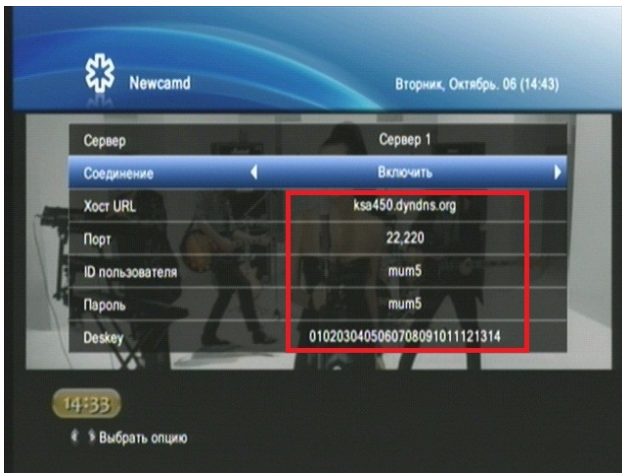 Newcamd
Вторник, Октябрь. 06 (14:43)
Сервер Сервер 1
Соединение Включить
Хост URL ksa450.dyndns.org
Порт 22,220
ID пользователя mum5
Пароль mum5
Deskey 0102030405060708091011121314
14:33
Выбрать опцию